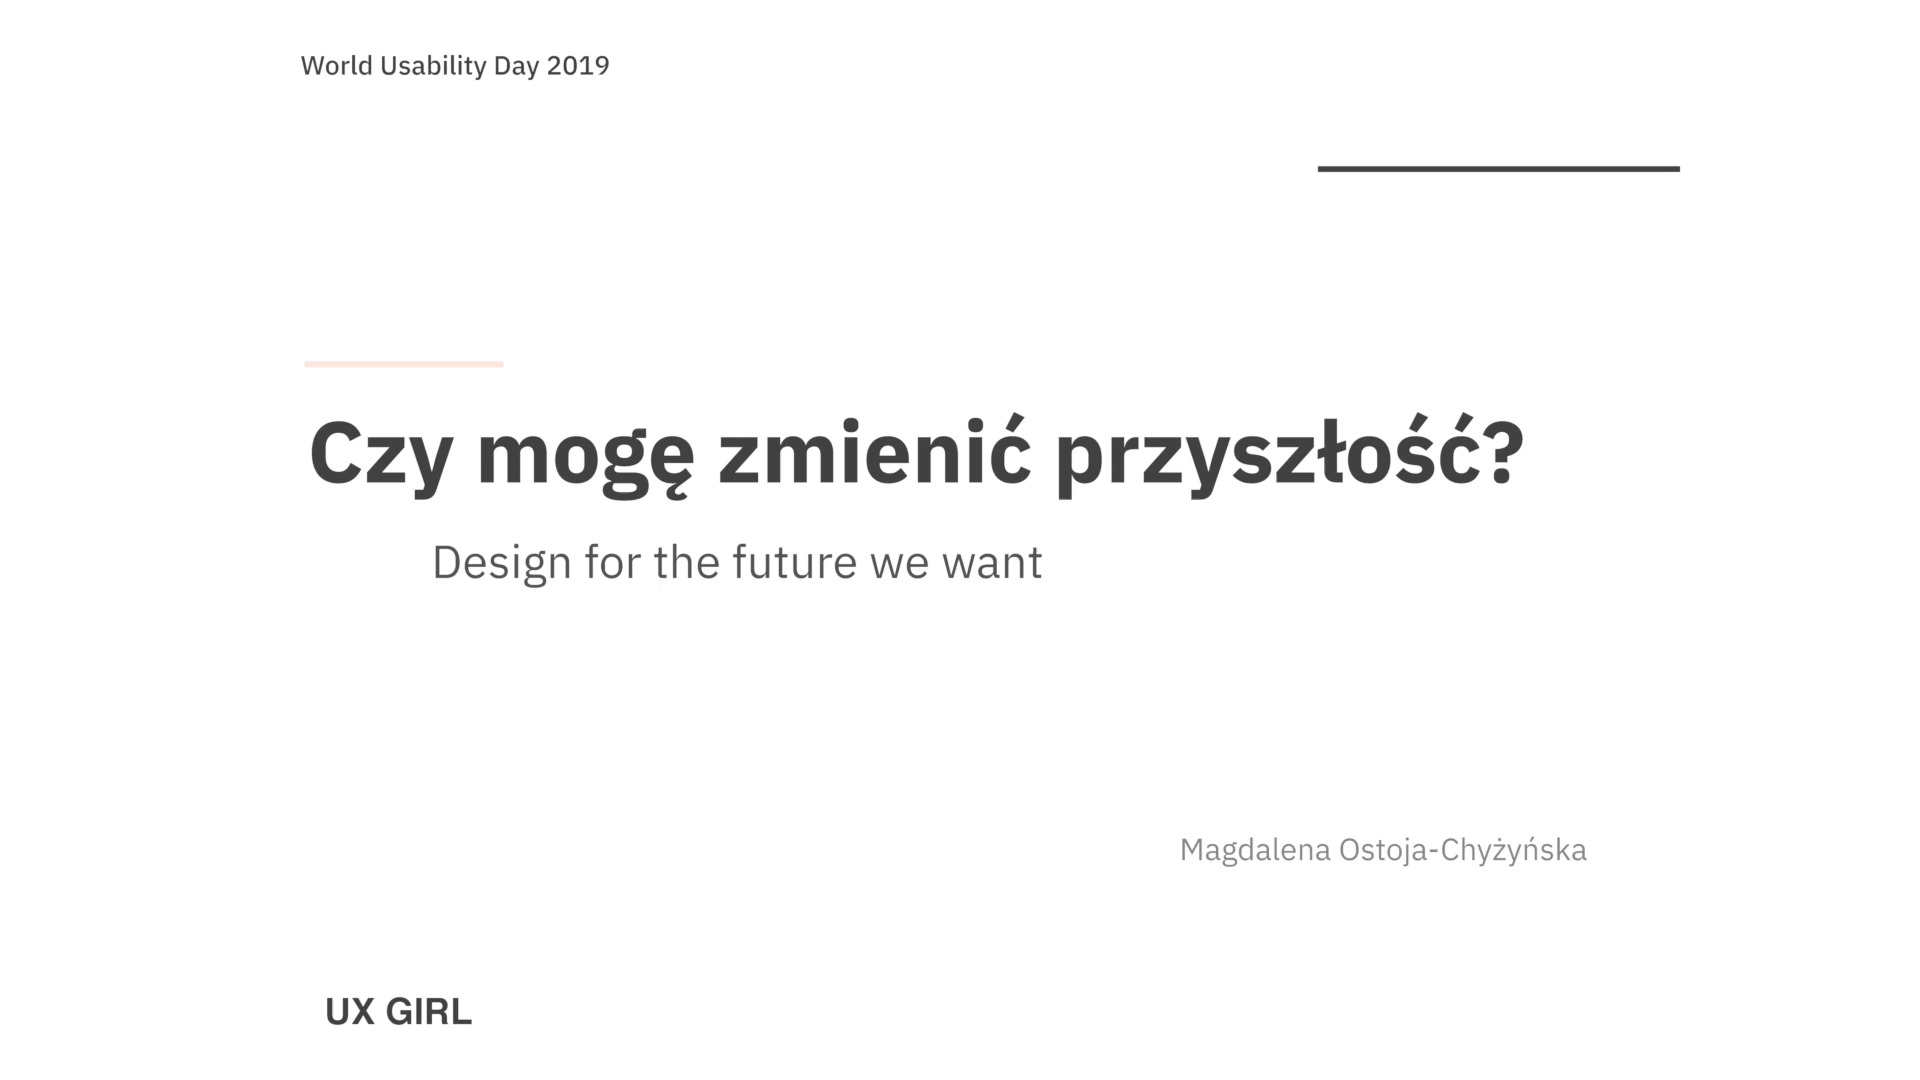 World Usability Day 2019
Czy mogę zmienić przyszłość?
Design for the future we want
Magdalena Ostoja-Chyżyńska
UX GIRL